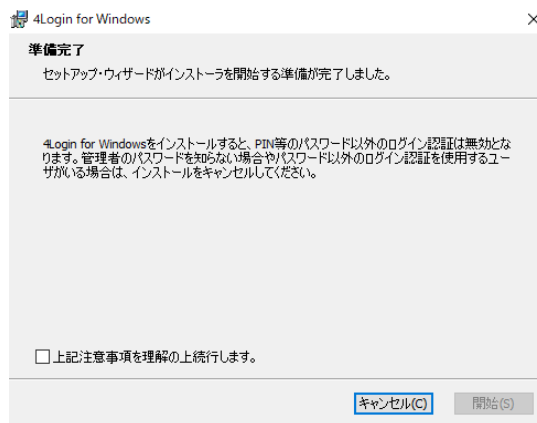 4Login for Windows
準備完了
セットアップ・ウィザードがインストーラを開始する準備が完了しました。
4Login for Windowsをインストールすると、PIN等のパスワード以外のログイン認証は無効とな
ります。管理者のパスワードを知らない場合やパスワード以外のログイン認証を使用するユー
ザがいる場合は、インストールをキャンセルしてください。
上記注意事項を理解の上続行します。
キャンセル(C) 開始(S)